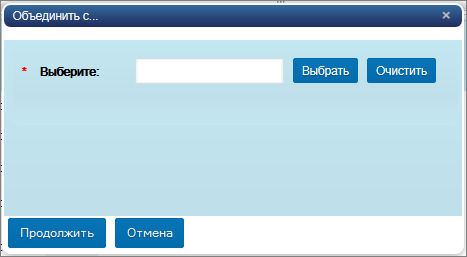 Объединить с...
* Выберите: Выбрать Очистить
Продолжить Отмена